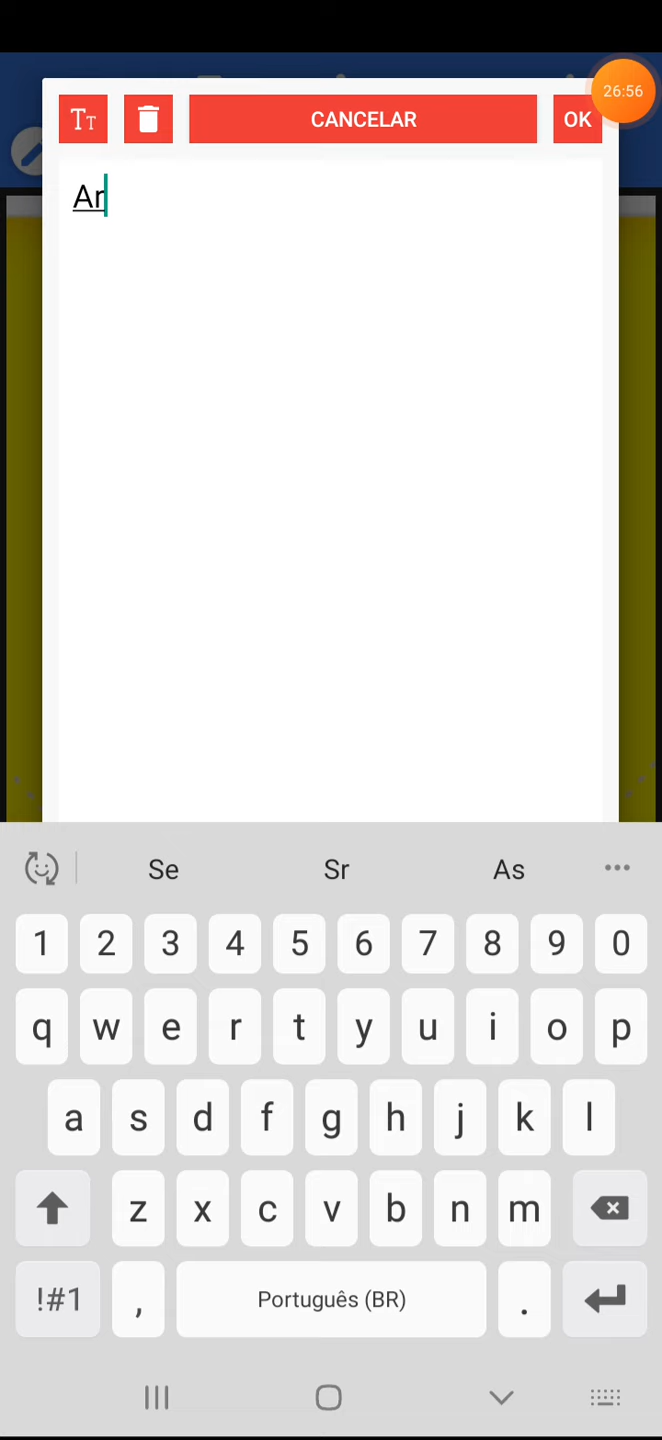 26:56
Tт CANCELAR OK
Ar
Se Sr As
1 2 3 4 5 6 7 8 9 0
q w e r t y u i o p
a s d f g h j k l
z x c v b n m
!#1 , Português (BR) .